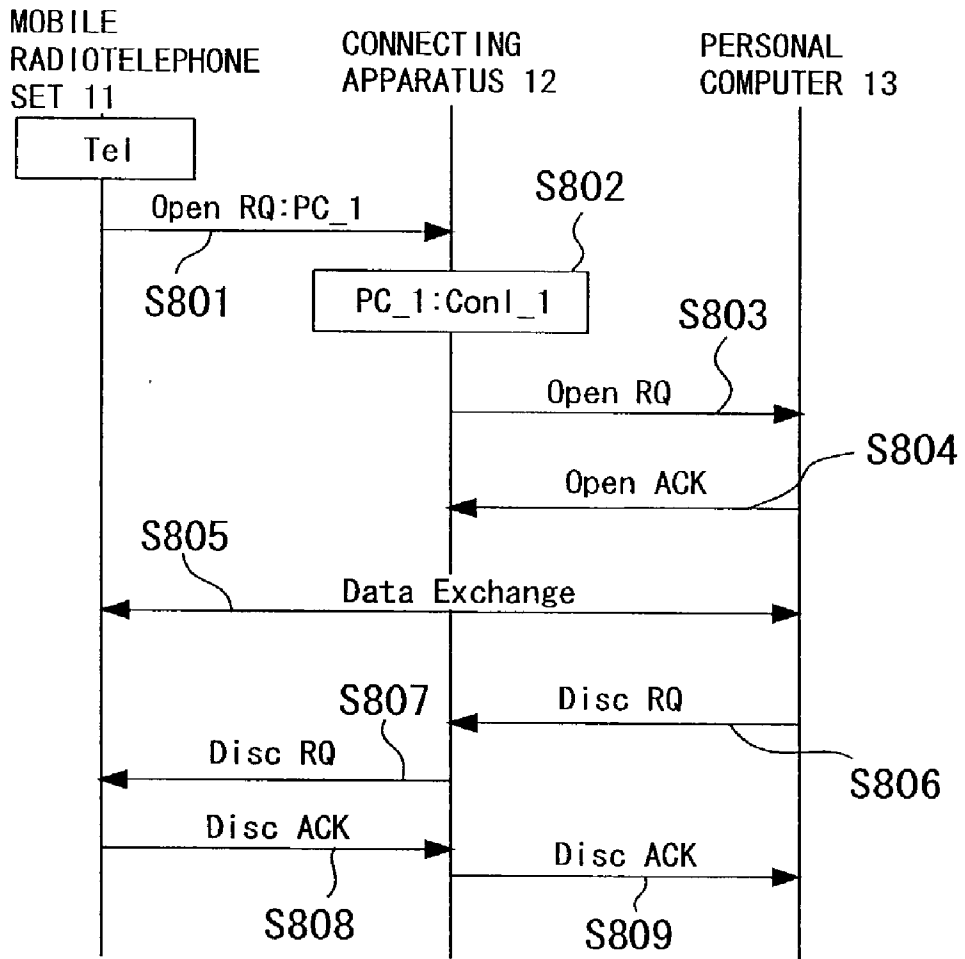 MOBILE
RADIOTELEPHONE
SET 11
CONNECTING
APPARATUS 12
PERSONAL
COMPUTER 13
Tel
S802
Open RQ:PC_1
S801
PC_1:Conl_1
S803
Open RQ
S804
Open ACK
S805
Data Exchange
S807
Disc RQ
Disc RQ
S806
Disc ACK
Disc ACK
S808
S809